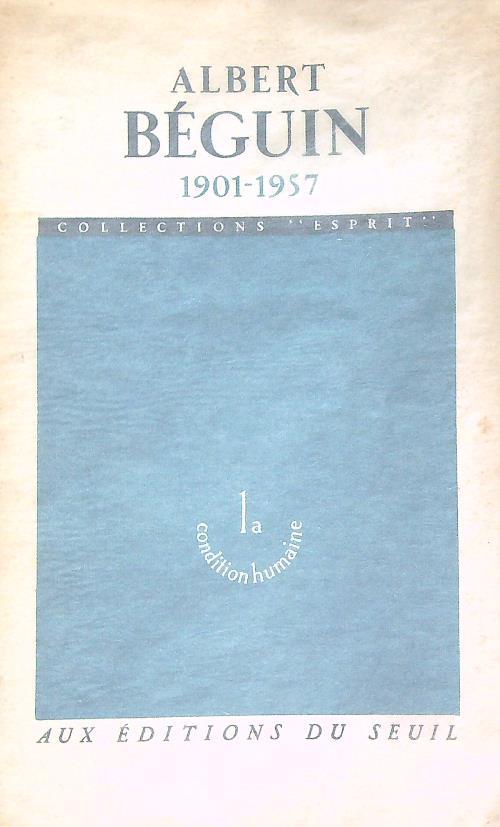 ALBERT
BÉGUIN
1901-1957
COLLECTIONS "ESPRIT"
la
condition humaine
AUX ÉDITIONS DU SEUIL